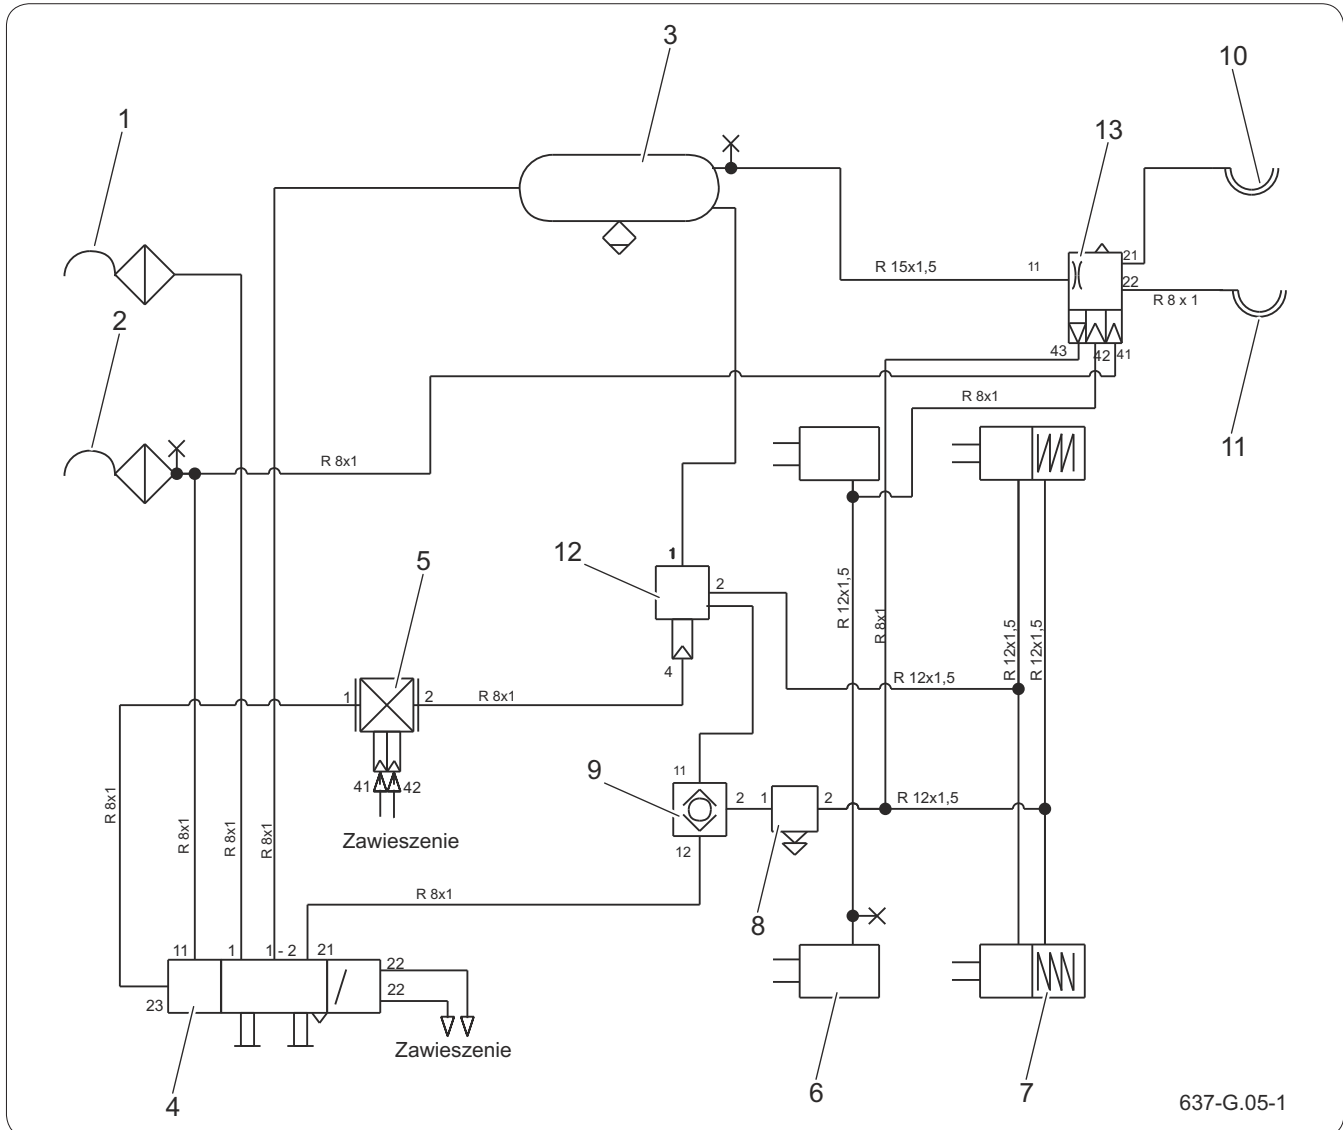 3
10
1
13
21
R 15x1,5
11
22
R 8 x 1
2
43
42
41
R 8x1
11
R 8x1
12
1
2
R 12x1,5
R 8x1
R 12x1,5
R 12x1,5
5
4
1
2
R 8x1
R 12x1,5
9
11
41
42
2
1
2
R 12x1,5
R 8x1
R 8x1
R 8x1
R 8x1
Zawieszenie
12
R 8x1
8
11
1
1 - 2
21
22
22
23
Zawieszenie
4
6
7
637-G.05-1